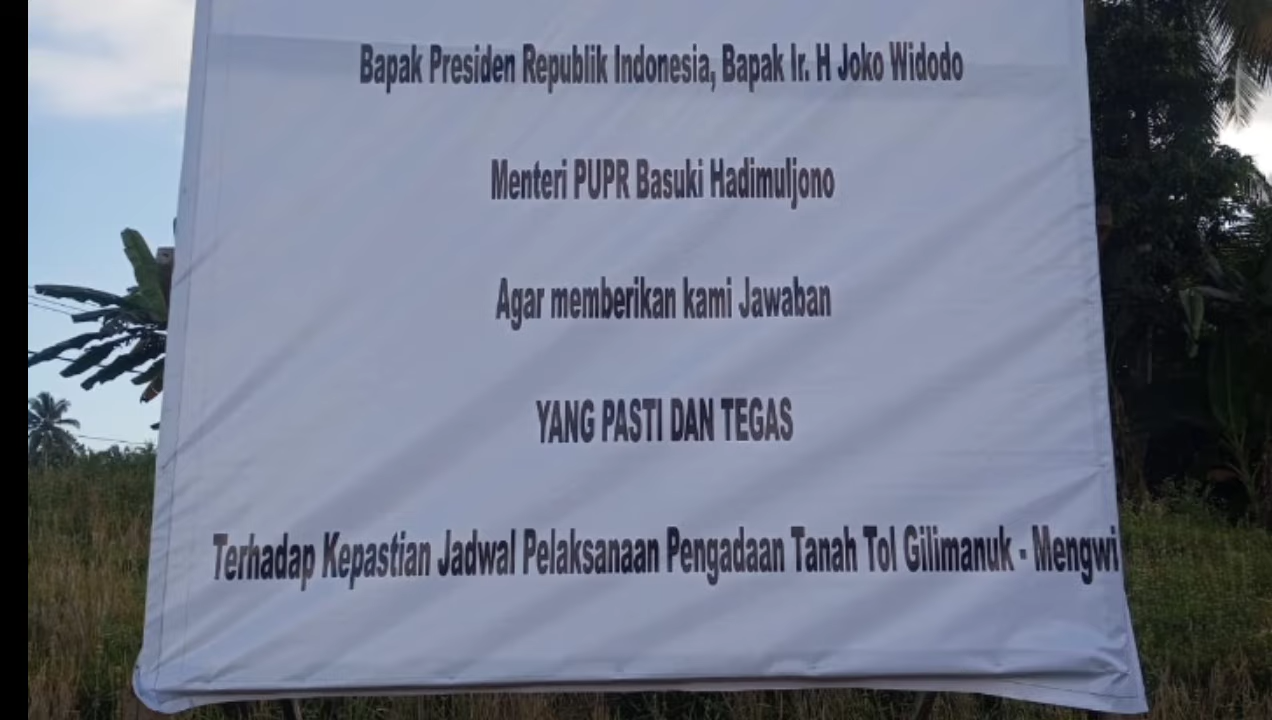 Bapak Presiden Republik Indonesia, Bapak Ir. H Joko Widodo
Menteri PUPR Basuki Hadimuljono
Agar memberikan kami Jawaban
YANG PASTI DAN TEGAS
Terhadap Kepastian Jadwal Pelaksanaan Pengadaan Tanah Tol Gilimanuk - Mengwi